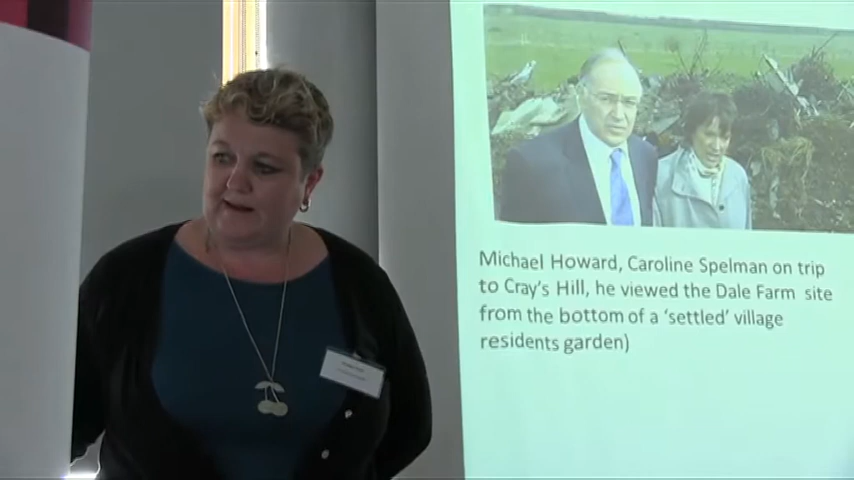 Michael Howard, Caroline Spelman on trip
to Cray's Hill, he viewed the Dale Farm site
from the bottom of a 'settled' village
residents garden)